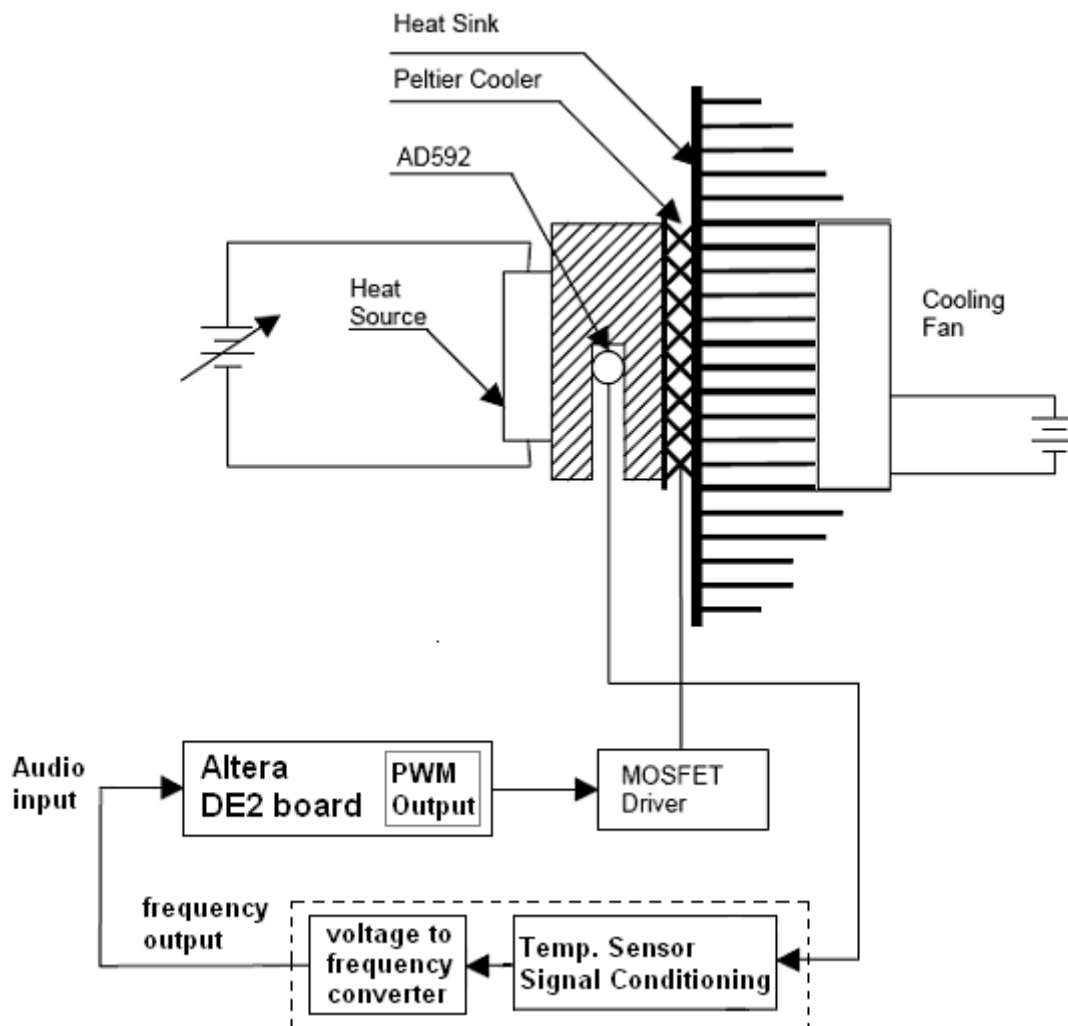 Heat Sink
Peltier Cooler
AD592
Heat
Source
Cooling
Fan
Audio
input
Altera
DE2 board
PWM
Output
MOSFET
Driver
frequency
output
voltage to
frequency
converter
Temp. Sensor
Signal Conditioning